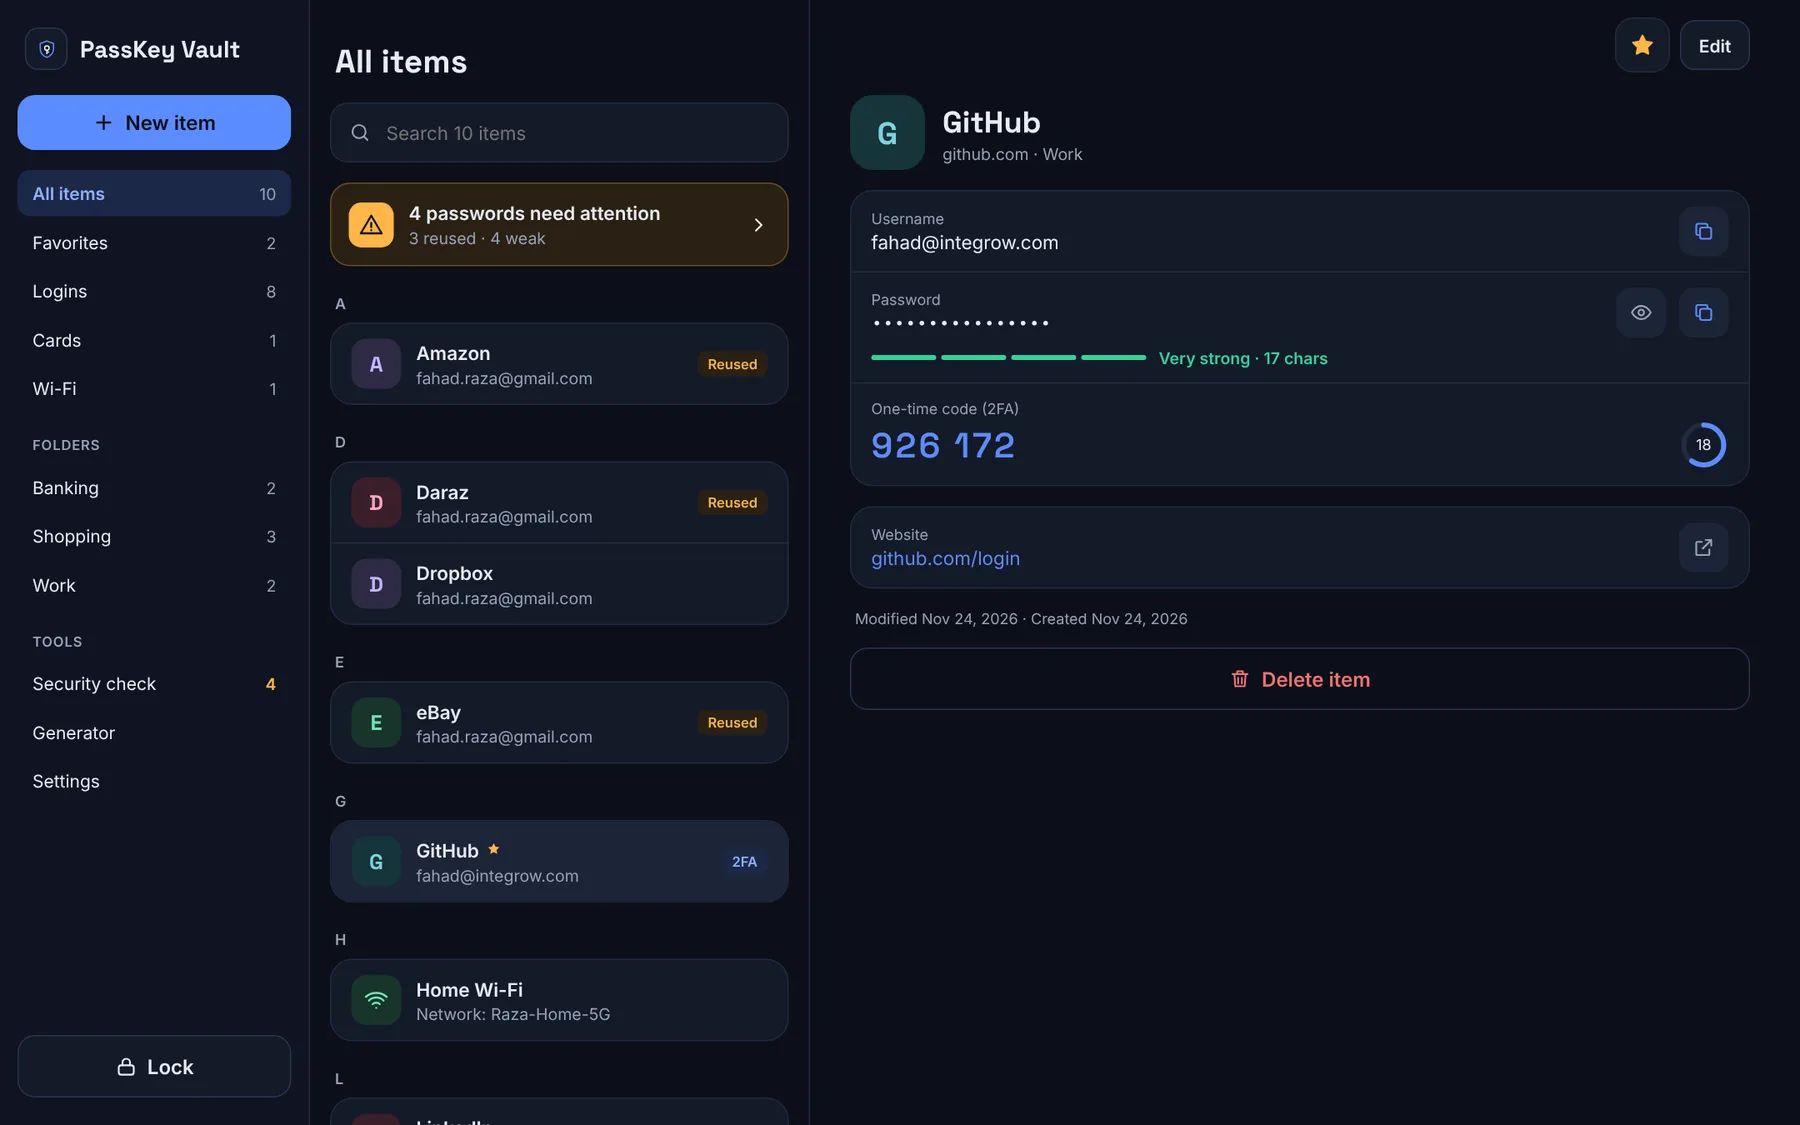 PassKey Vault
New item
All items 10
Favorites 2
Logins 8
Cards 1
Wi-Fi 1
FOLDERS
Banking 2
Shopping 3
Work 2
TOOLS
Security check 4
Generator
Settings
Lock
All items
Search 10 items
4 passwords need attention
3 reused · 4 weak
A
A
Amazon
fahad.raza@gmail.com
Reused
D
D
Daraz
fahad.raza@gmail.com
Reused
D
Dropbox
fahad.raza@gmail.com
E
E
eBay
fahad.raza@gmail.com
Reused
G
G
GitHub
fahad@integrow.com
2FA
H
Home Wi-Fi
Network: Raza-Home-5G
L
Edit
G
GitHub
github.com · Work
Username
fahad@integrow.com
Password
••••••••••••••••
Very strong · 17 chars
One-time code (2FA)
926 172
18
Website
github.com/login
Modified Nov 24, 2026 · Created Nov 24, 2026
Delete item